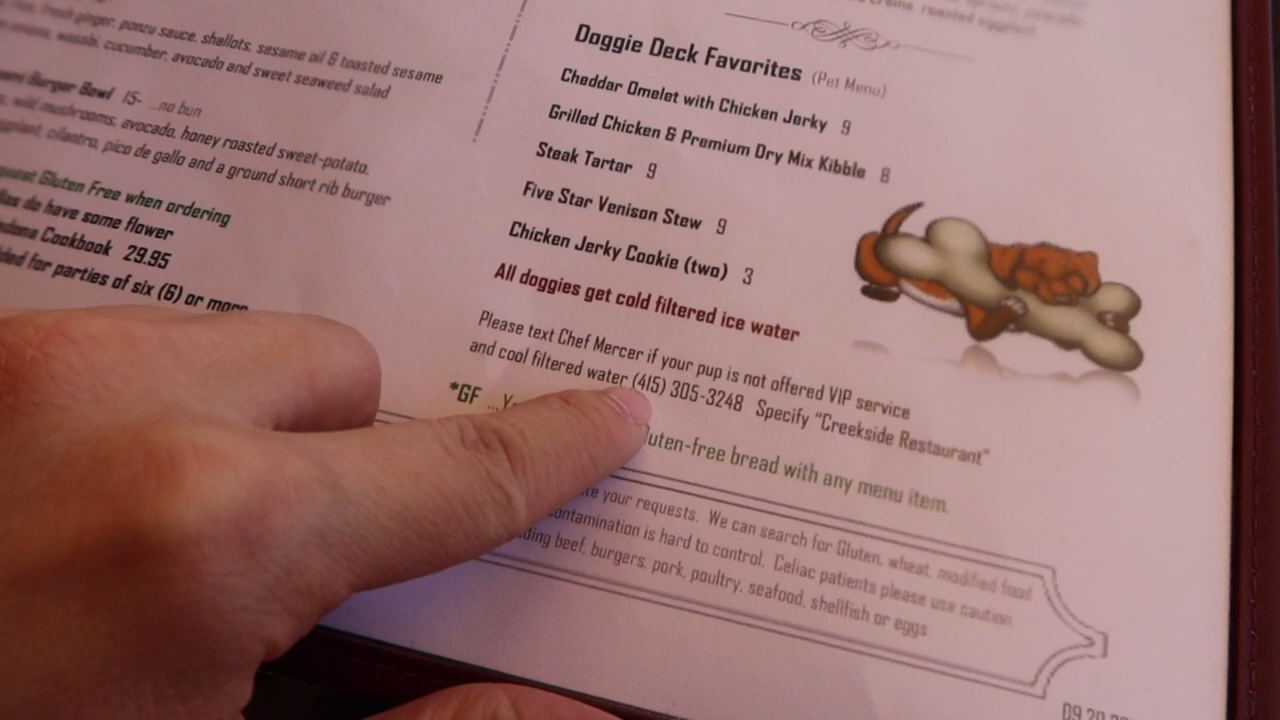 fresh ginger, ponzu sauce, shallots, sesame oil & toasted sesame
wasabi, cucumber, avocado and sweet seaweed salad
Burger Bowl 15- ...no bun
wild mushrooms, avocado, honey roasted sweet-potato,
cilantro, pico de gallo and a ground short rib burger
Gluten Free when ordering
do have some flower
Cookbook 29.95
for parties of six (6) or more
roasted eggplant
Doggie Deck Favorites (Pet Menu)
Cheddar Omelet with Chicken Jerky 9
Grilled Chicken & Premium Dry Mix Kibble 8
Steak Tartar 9
Five Star Venison Stew 9
Chicken Jerky Cookie (two) 3
All doggies get cold filtered ice water
Please text Chef Mercer if your pup is not offered VIP service
and cool filtered water (415) 305-3248 Specify "Creekside Restaurant"
*GF ...
gluten-free bread with any menu item.
your requests. We can search for Gluten, wheat, modified food
contamination is hard to control. Celiac patients please use caution.
beef, burgers, pork, poultry, seafood, shellfish or eggs
09.20